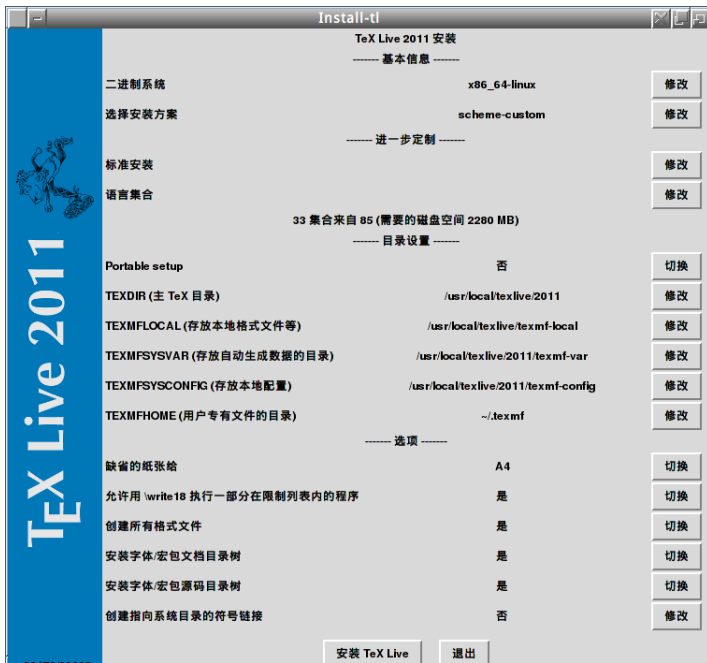 Install-tl
TeX Live 2011 安装
------- 基本信息 -------
二进制系统 x86_64-linux 修改
选择安装方案 scheme-custom 修改
------- 进一步定制 -------
标准安装 修改
语言集合 修改
33 集合来自 85 (需要的磁盘空间 2280 MB)
------- 目录设置 -------
Portable setup 否 切换
TEXDIR (主 TeX 目录) /usr/local/texlive/2011 修改
TEXMFLOCAL (存放本地格式文件等) /usr/local/texlive/texmf-local 修改
TEXMFSYSVAR (存放自动生成数据的目录) /usr/local/texlive/2011/texmf-var 修改
TEXMFSYSCONFIG (存放本地配置) /usr/local/texlive/2011/texmf-config 修改
TEXMFHOME (用户专有文件的目录) ~/.texmf 修改
------- 选项 -------
缺省的纸张给 A4 切换
允许用 \write18 执行一部分在限制列表内的程序 是 切换
创建所有格式文件 是 切换
安装字体/宏包文档目录树 是 切换
安装字体/宏包源码目录树 是 切换
创建指向系统目录的符号链接 否 修改
安装 TeX Live 退出
TEX Live 2011